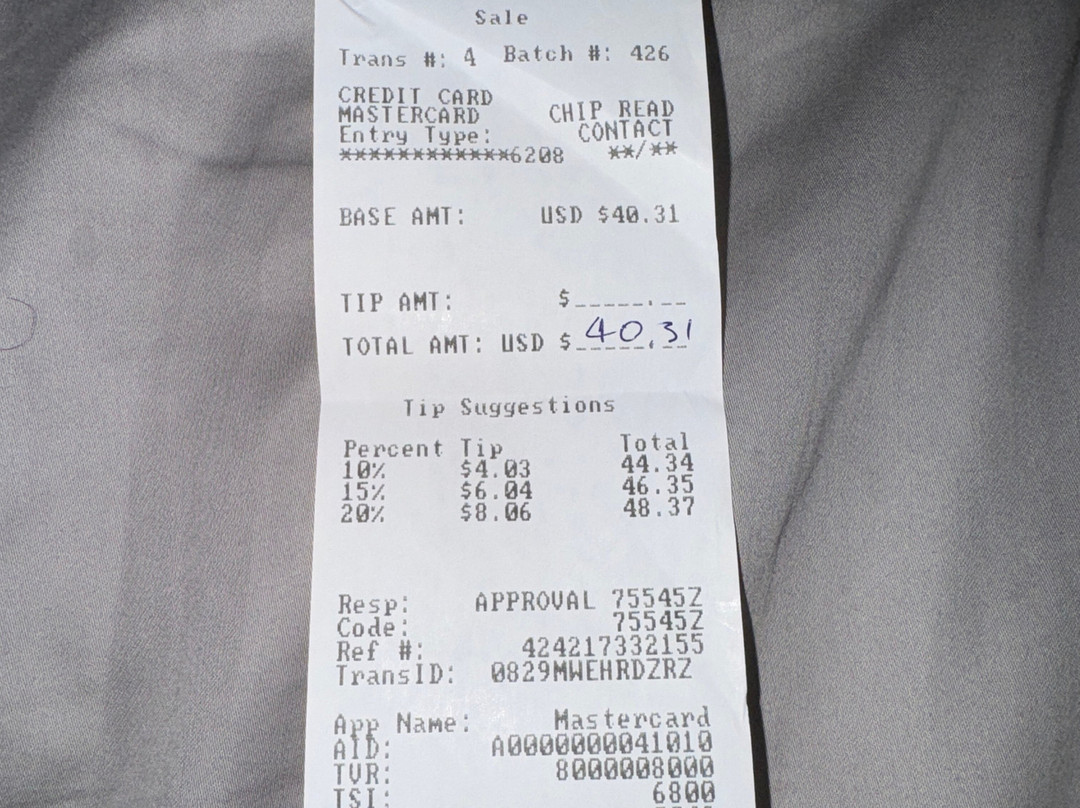 Sale
Trans #: 4 Batch #: 426
CREDIT CARD
MASTERCARD CHIP READ
Entry Type: CONTACT
************6208 **/**
BASE AMT: USD $40.31
TIP AMT: $_____.__
TOTAL AMT: USD $ 40.31
Tip Suggestions
Percent Tip Total
10% $4.03 44.34
15% $6.04 46.35
20% $8.06 48.37
Resp: APPROVAL 75545Z
Code: 75545Z
Ref #: 424217332155
TransID: 0829MWEHRDZRZ
App Name: Mastercard
AID: A0000000041010
TVR: 8000008000
TSI: 6800